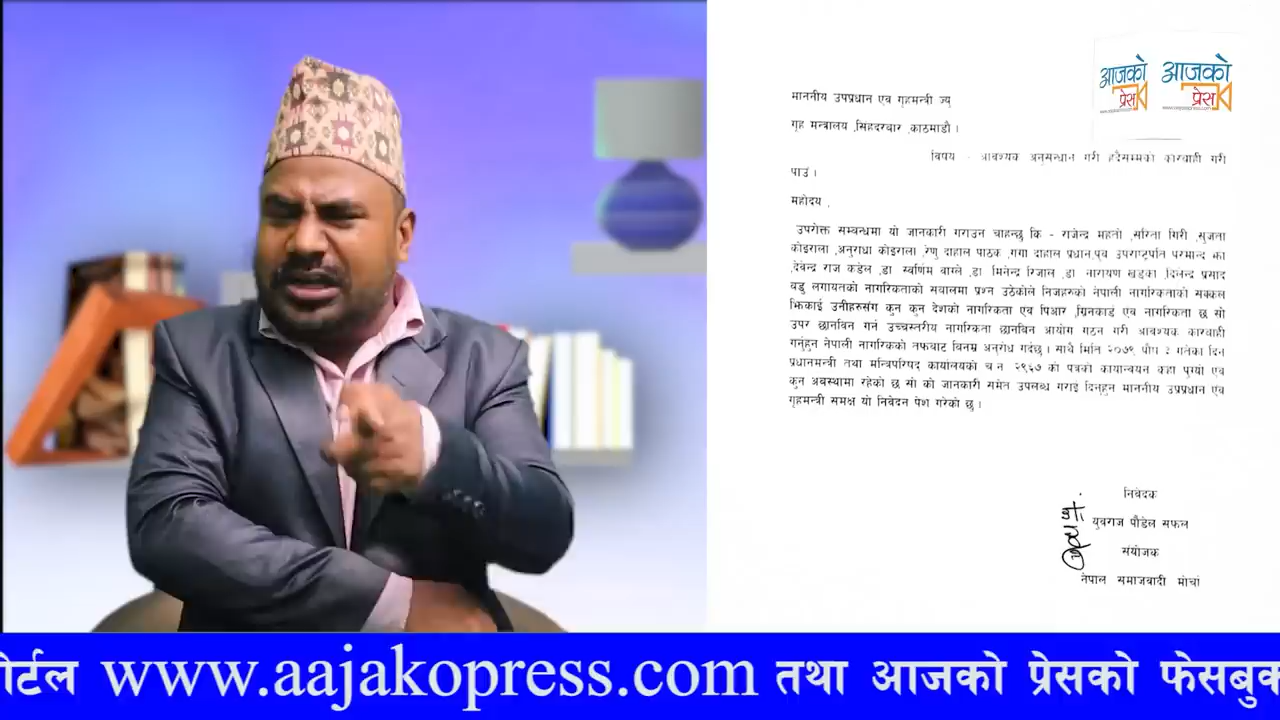 आजको
प्रेस
आजको
प्रेस
माननीय उपप्रधान एवं गृहमन्त्री ज्यू
गृह मन्त्रालय ,सिंहदरबार ,काठमाडौं ।
विषय - आवश्यक अनुसन्धान गरी हदैसम्मको कारवाही गरी
पाउं ।
महोदय ,
उपरोक्त सम्बन्धमा यो जानकारी गराउन चाहन्छु कि - राजेन्द्र महतो ,सरिता गिरी ,सुजता
कोइराला ,अनुराधा कोइराला ,रेणु दाहाल पाठक ,गंगा दाहाल प्रधान,पूर्व उपराष्ट्रपति परमान्द झा
,देवेन्द्र राज कंडेल ,डा स्वर्णिम वाग्ले ,डा मिनेन्द्र रिजाल ,डा नारायण खड्का ,दिलेन्द्र प्रसाद
बडु लगायतको नागरिकताको सवालमा प्रश्न उठेकोले निजहरुको नेपाली नागरिकताको सक्कल
झिकाई उनीहरुसंग कुन कुन देशको नागरिकता एवं पिआर ,ग्रिनकार्ड एवं नागरिकता छ सो
उपर छानविन गर्न उच्चस्तरीय नागरिकता छानविन आयोग गठन गरी आवश्यक कारवाही
गर्नुहुन नेपाली नागरिकको तर्फबाट विनम्र अनुरोध गर्दछु । साथै मिति २०७९ पौष २ गतेका दिन
प्रधानमन्त्री तथा मन्त्रिपरिषद् कार्यालयको च.नं. २९६७ को पत्रको कार्यान्वयन कहा पुग्यो एवं
कुन अवस्थामा रहेको छ सो को जानकारी समेत उपलब्ध गराई दिनुहुन माननीय उपप्रधान एवं
गृहमन्त्री समक्ष यो निवेदन पेश गरेको छु ।
निवेदक
युवराज पौडेल सफल
संयोजक
नेपाल समाजवादी मोर्चा
पोर्टल www.aajakopress.com तथा आजको प्रेसको फेसबुक